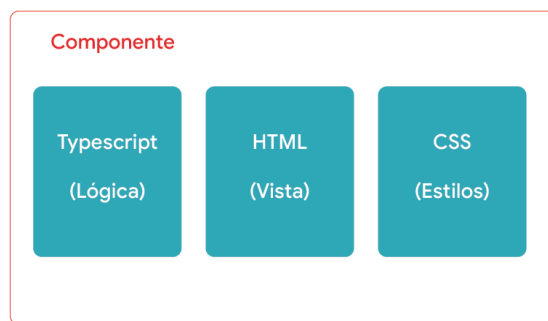 Componente
Typescript
(Lógica)
HTML
(Vista)
CSS
(Estilos)